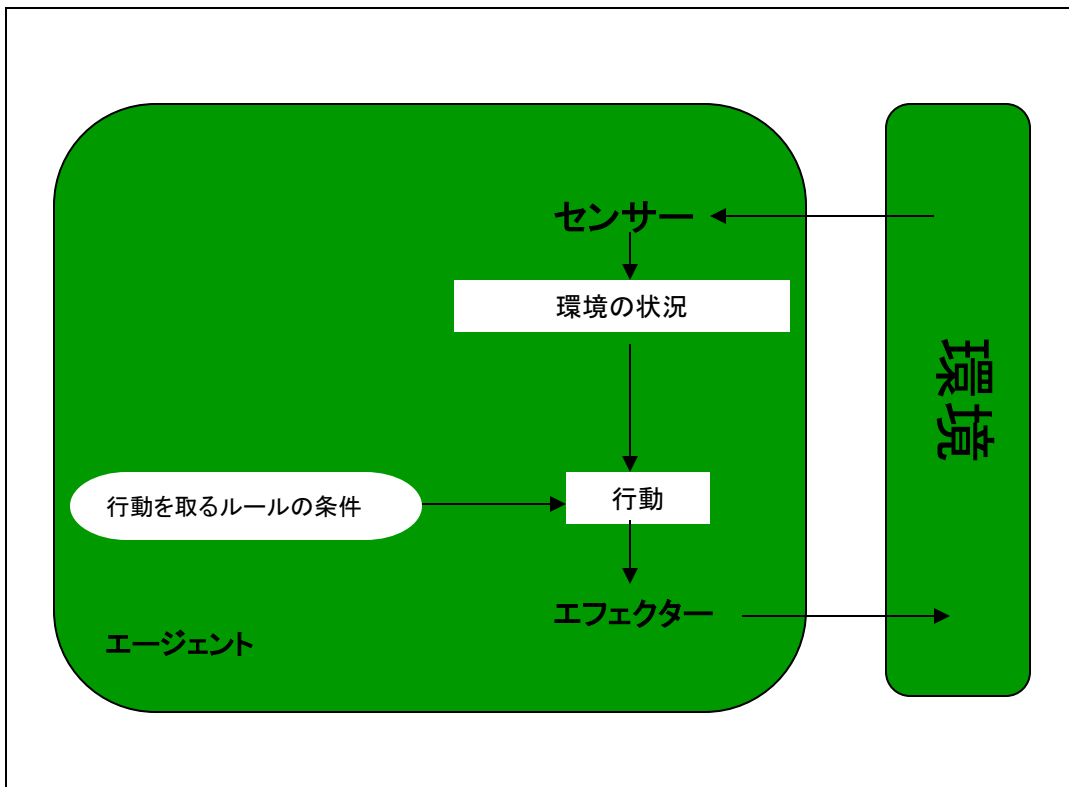 センサー
環境の状況
環境
行動を取るルールの条件
行動
エフェクター
エージェント